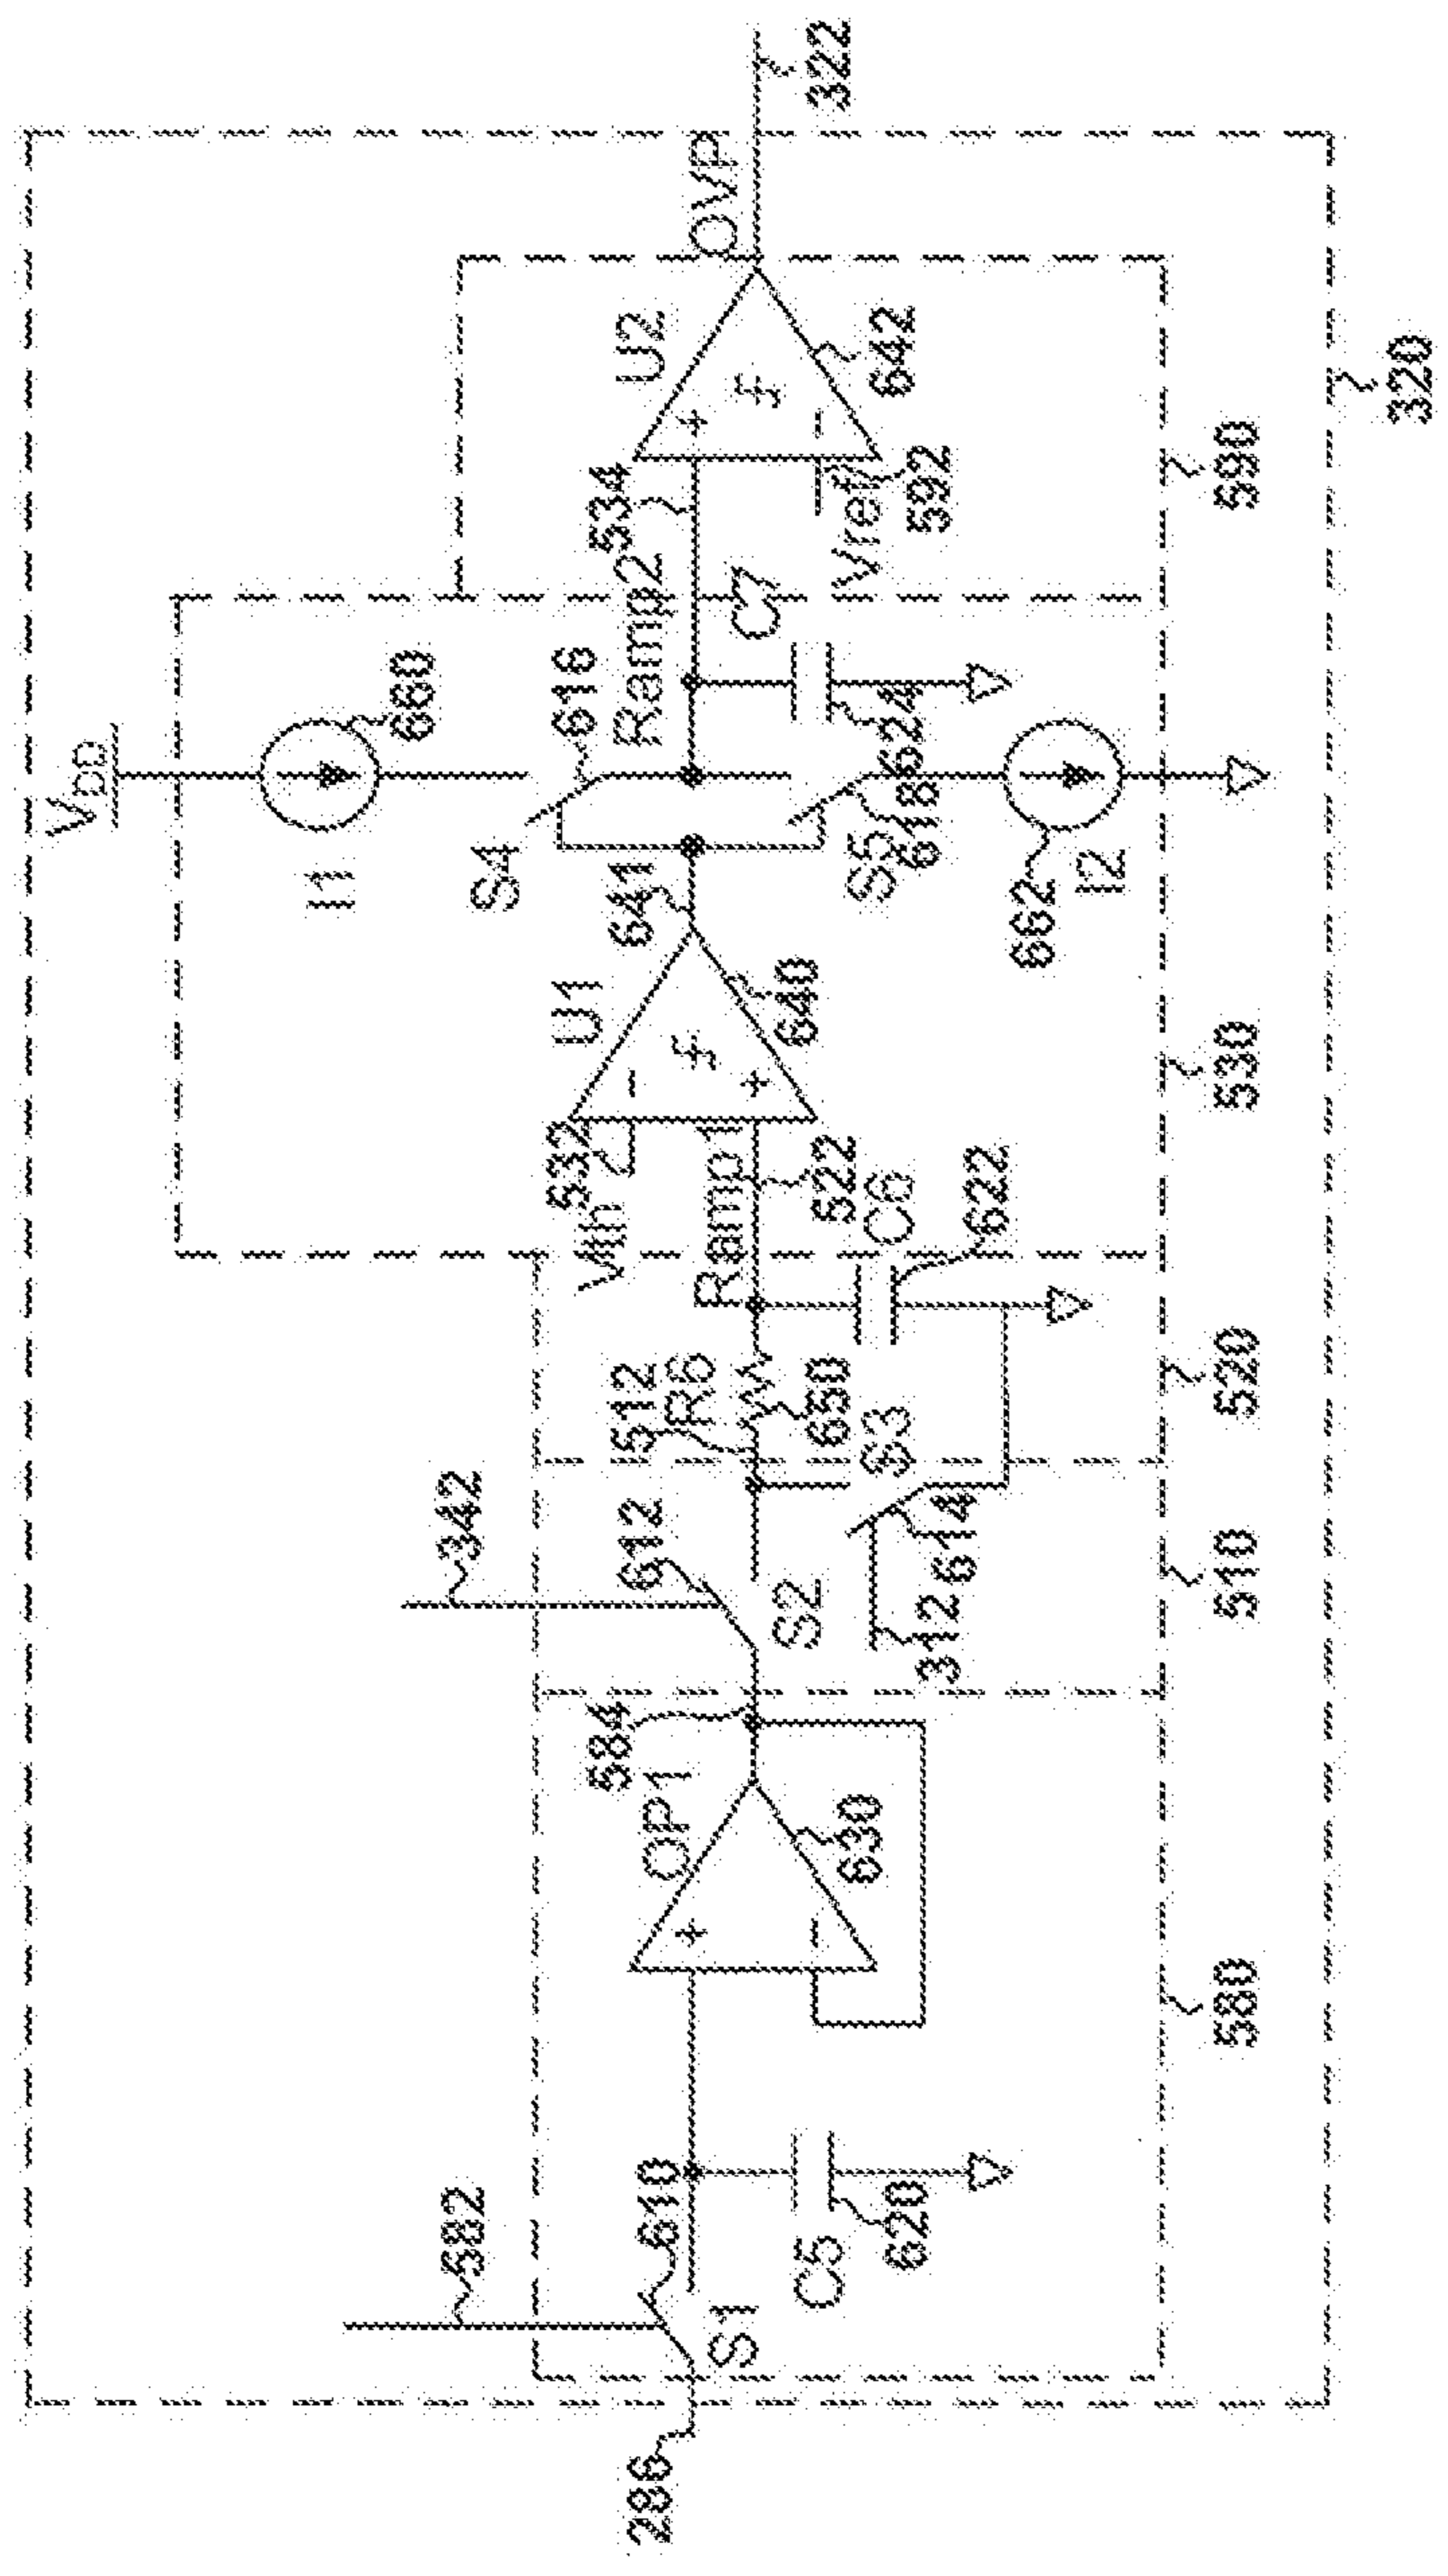 VDD
I1
660
S4
616
U1
532
Vth
Ramp1
522
640
641
S5
618
624
C7
Ramp2
534
U2
OVP
322
642
Vref
592
662
I2
342
612
512
R6
650
S3
614
312
S2
C6
622
584
OP1
630
582
610
S1
286
C5
620
580
510
520
530
590
320